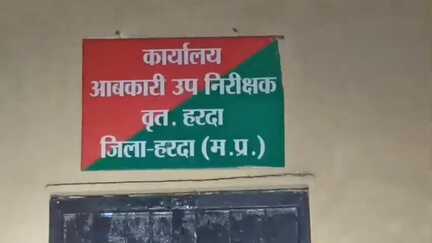 कार्यालय
आबकारी उप निरीक्षक
वृत. हरदा
जिला-हरदा (म.प्र.)